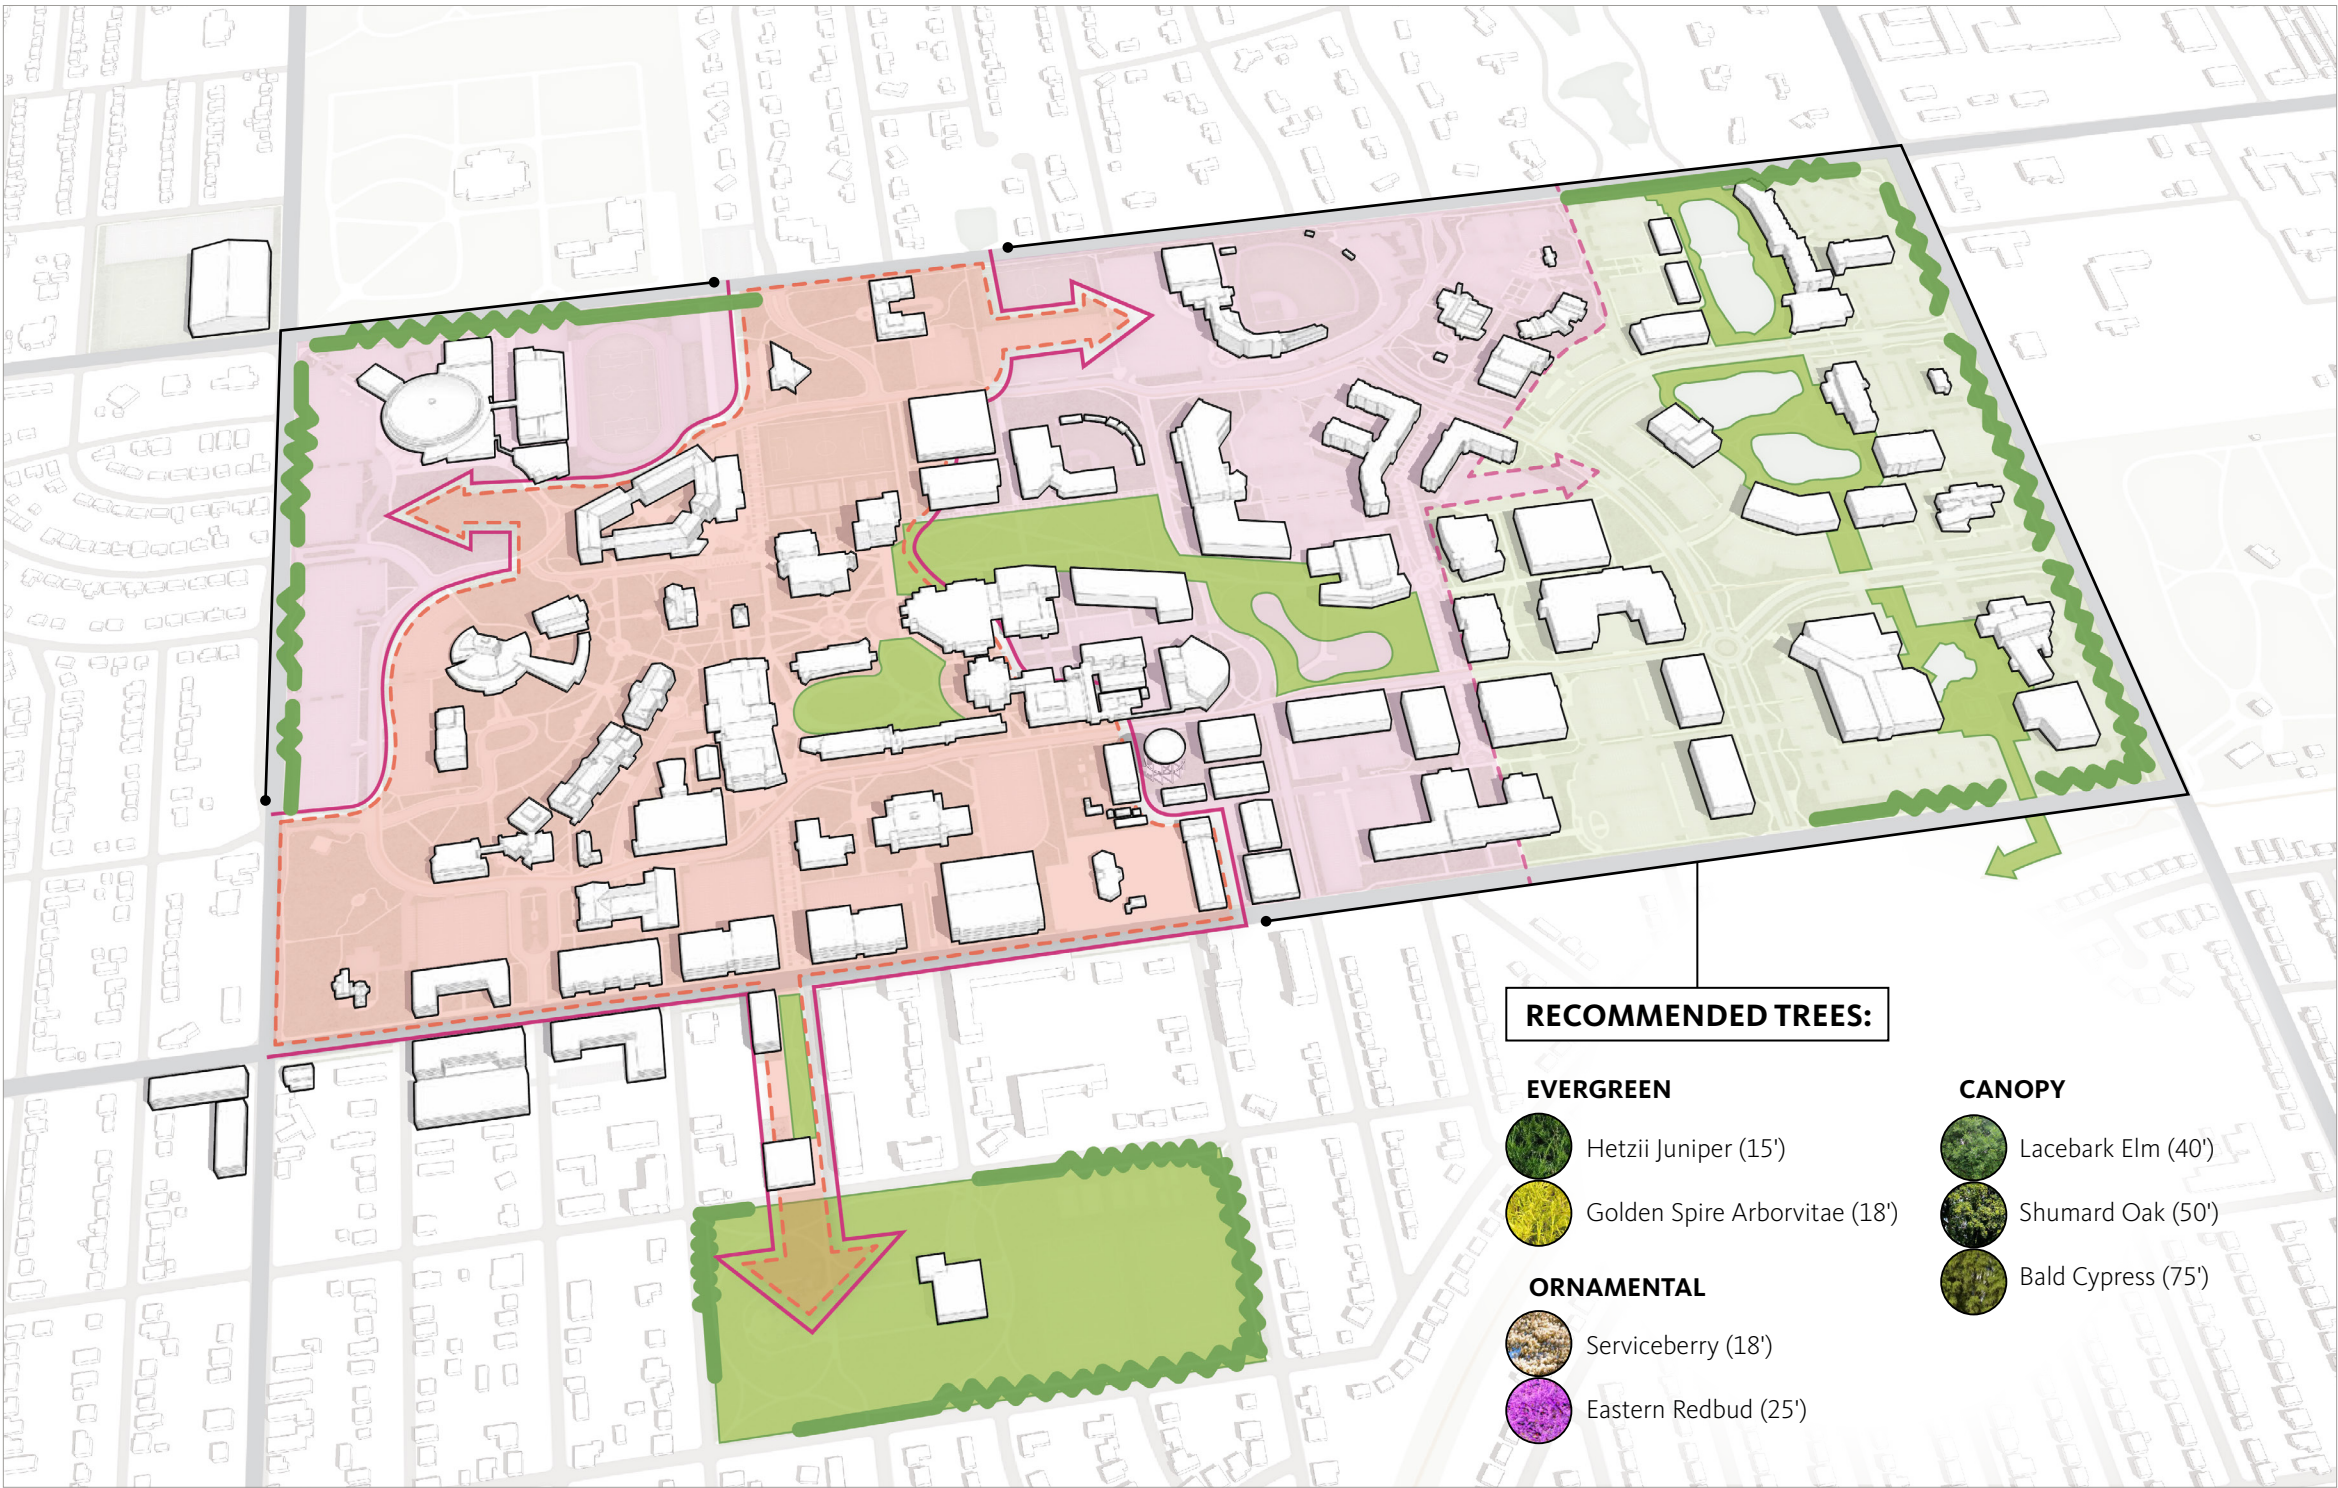 RECOMMENDED TREES:
EVERGREEN
Hetzii Juniper (15')
Golden Spire Arborvitae (18')
ORNAMENTAL
Serviceberry (18')
Eastern Redbud (25')
CANOPY
Lacebark Elm (40')
Shumard Oak (50')
Bald Cypress (75')